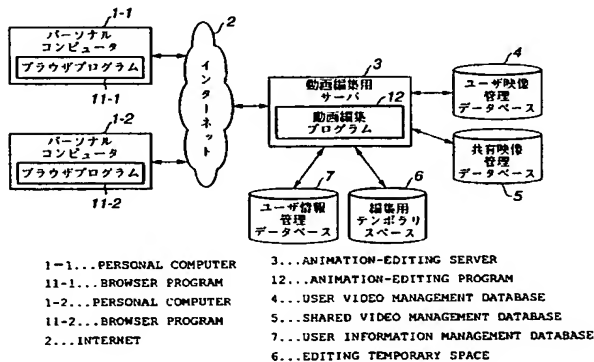 1-1
パーソナル
コンピュータ
ブラウザプログラム
11-1
1-2
パーソナル
コンピュータ
ブラウザプログラム
11-2
2
インターネット
3
動画編集用
サーバ
12
動画編集
プログラム
4
ユーザ映像
管理
データベース
共有映像
管理
データベース
5
7
ユーザ情報
管理
データベース
6
編集用
テンポラリ
スペース
1-1...PERSONAL COMPUTER
11-1...BROWSER PROGRAM
1-2...PERSONAL COMPUTER
11-2...BROWSER PROGRAM
2...INTERNET
3...ANIMATION-EDITING SERVER
12...ANIMATION-EDITING PROGRAM
4...USER VIDEO MANAGEMENT DATABASE
5...SHARED VIDEO MANAGEMENT DATABASE
7...USER INFORMATION MANAGEMENT DATABASE
6...EDITING TEMPORARY SPACE